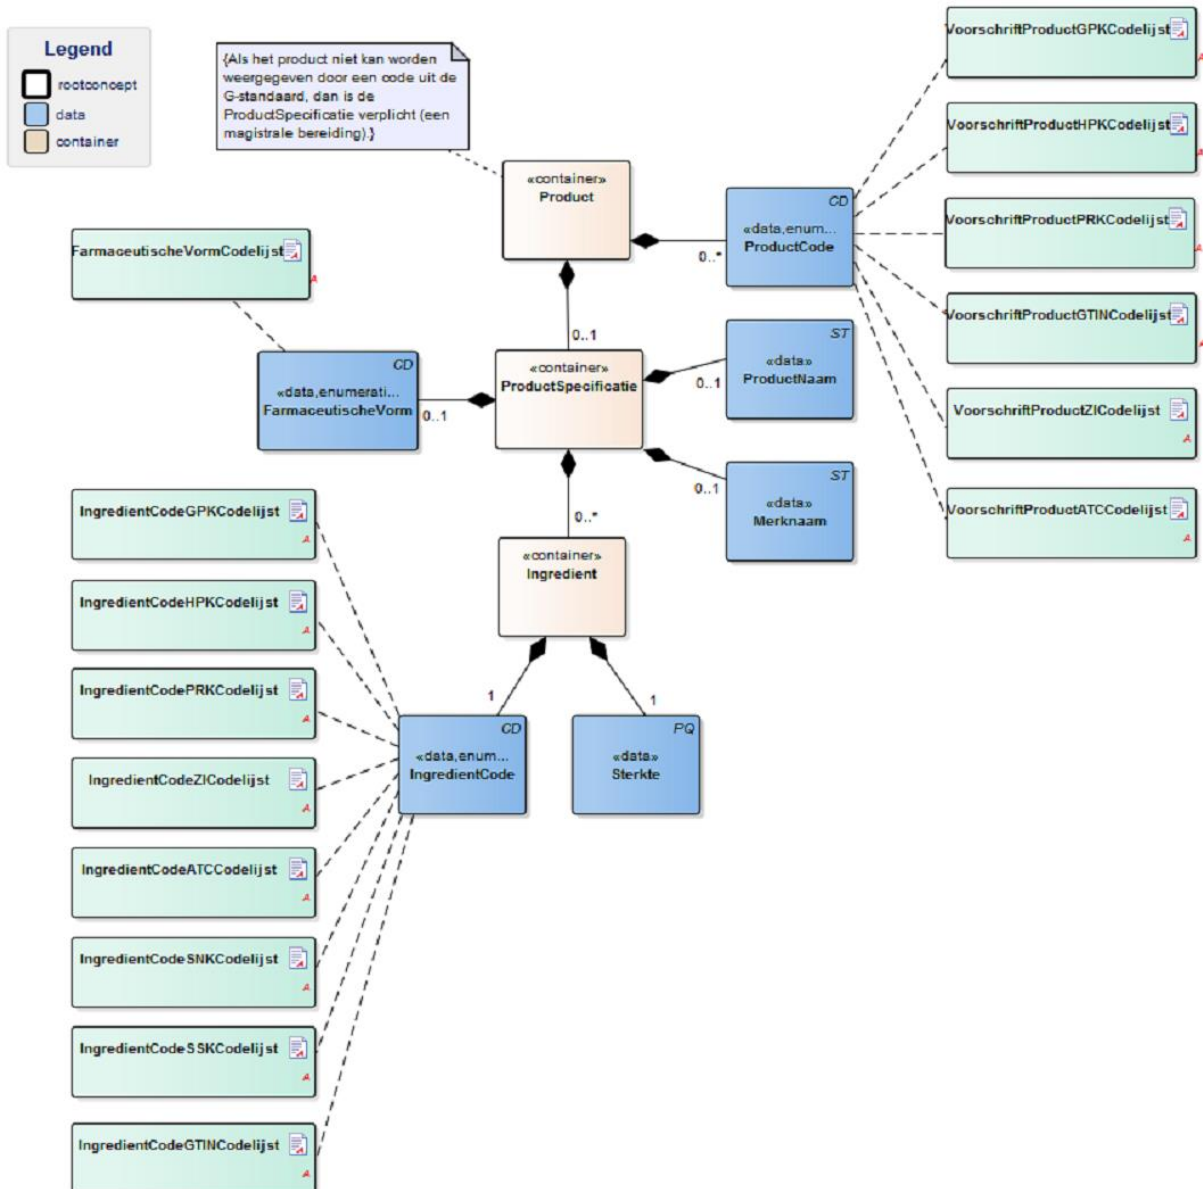 Legend
rootconcept
data
container
{Als het product niet kan worden
weergegeven door een code uit de
G-standaard, dan is de
ProductSpecificatie verplicht (een
magistrale bereiding).}
«container»
Product
CD
«data,enum...
ProductCode
0..*
VoorschriftProductGPKCodelijst
VoorschriftProductHPKCodelijst
VoorschriftProductPRKCodelijst
VoorschriftProductGTINCodelijst
VoorschriftProductZICodelijst
VoorschriftProductATCCodelijst
FarmaceutischeVormCodelijst
0..1
CD
«data,enumerati...
FarmaceutischeVorm
0..1
«container»
ProductSpecificatie
ST
«data»
ProductNaam
0..1
ST
«data»
Merknaam
0..1
0..*
«container»
Ingredient
1
1
CD
«data,enum...
IngredientCode
PQ
«data»
Sterkte
IngredientCodeGPKCodelijst
IngredientCodeHPKCodelijst
IngredientCodePRKCodelijst
IngredientCodeZICodelijst
IngredientCodeATCCodelijst
IngredientCodeSNKCodelijst
IngredientCodeSSKCodelijst
IngredientCodeGTINCodelijst